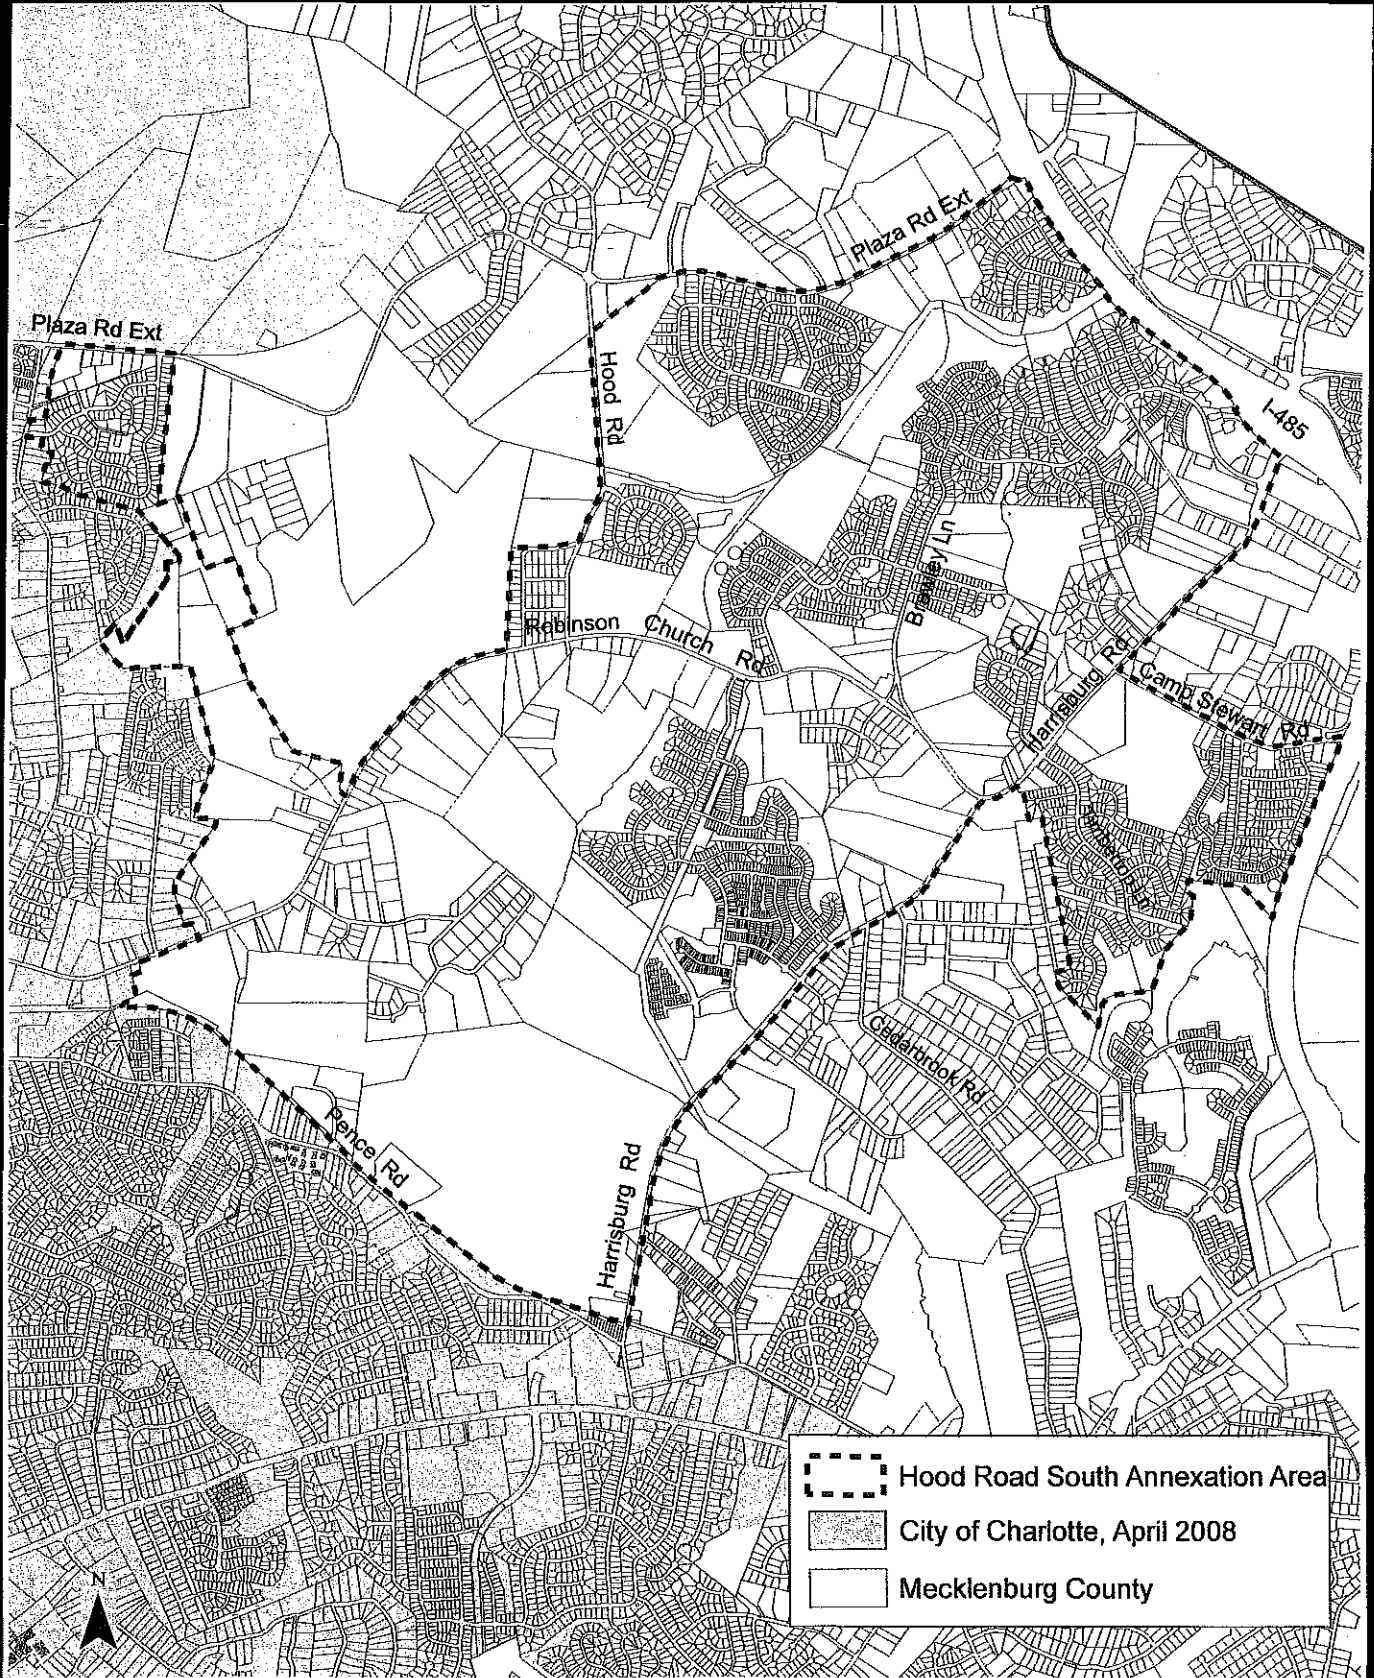 Plaza Rd Ext
Plaza Rd Ext
Hood Rd
I-485
Brawley Ln
Robinson Church Rd
Harrisburg Rd
Camp Stewart Rd
Cedarbrook Rd
Pence Rd
Harrisburg Rd
Hood Road South Annexation Area
City of Charlotte, April 2008
Mecklenburg County
N